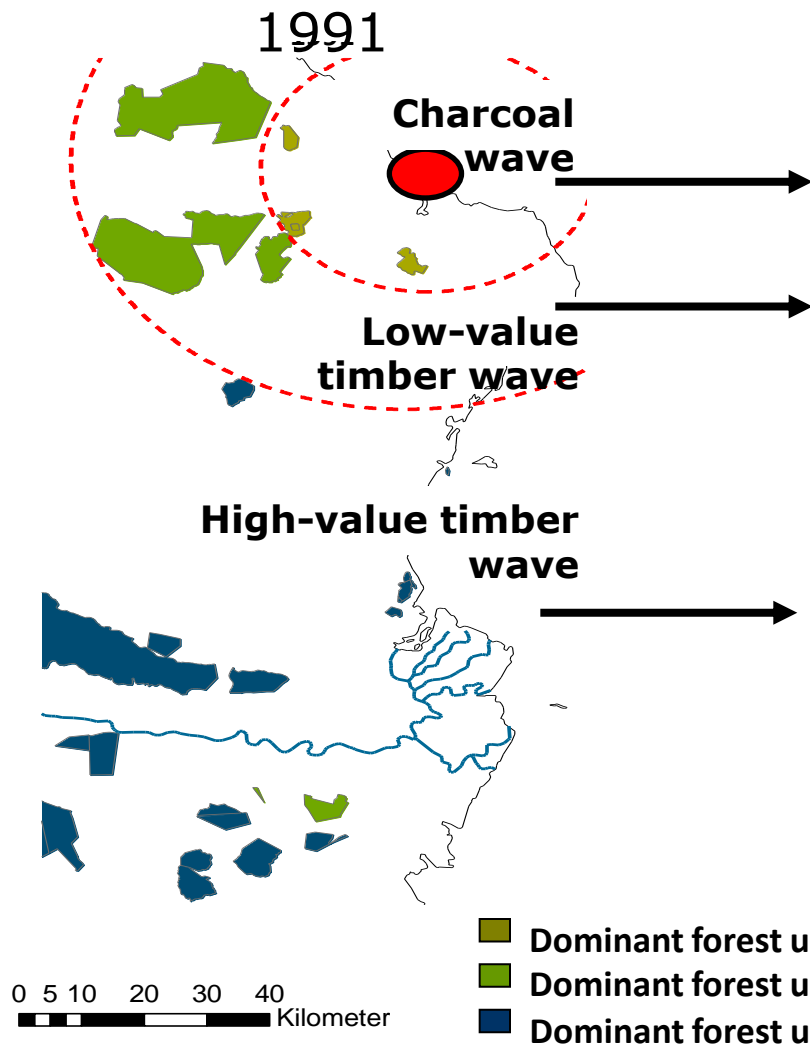 1991
Charcoal
wave
Low-value
timber wave
High-value timber
wave
Dominant forest u
Dominant forest u
Dominant forest u
0 5 10 20 30 40
Kilometer